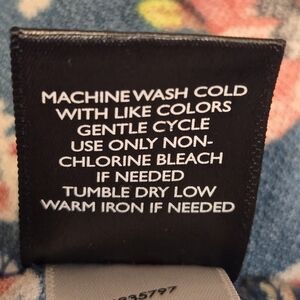 MACHINE WASH COLD
WITH LIKE COLORS
GENTLE CYCLE
USE ONLY NON-
CHLORINE BLEACH
IF NEEDED
TUMBLE DRY LOW
WARM IRON IF NEEDED